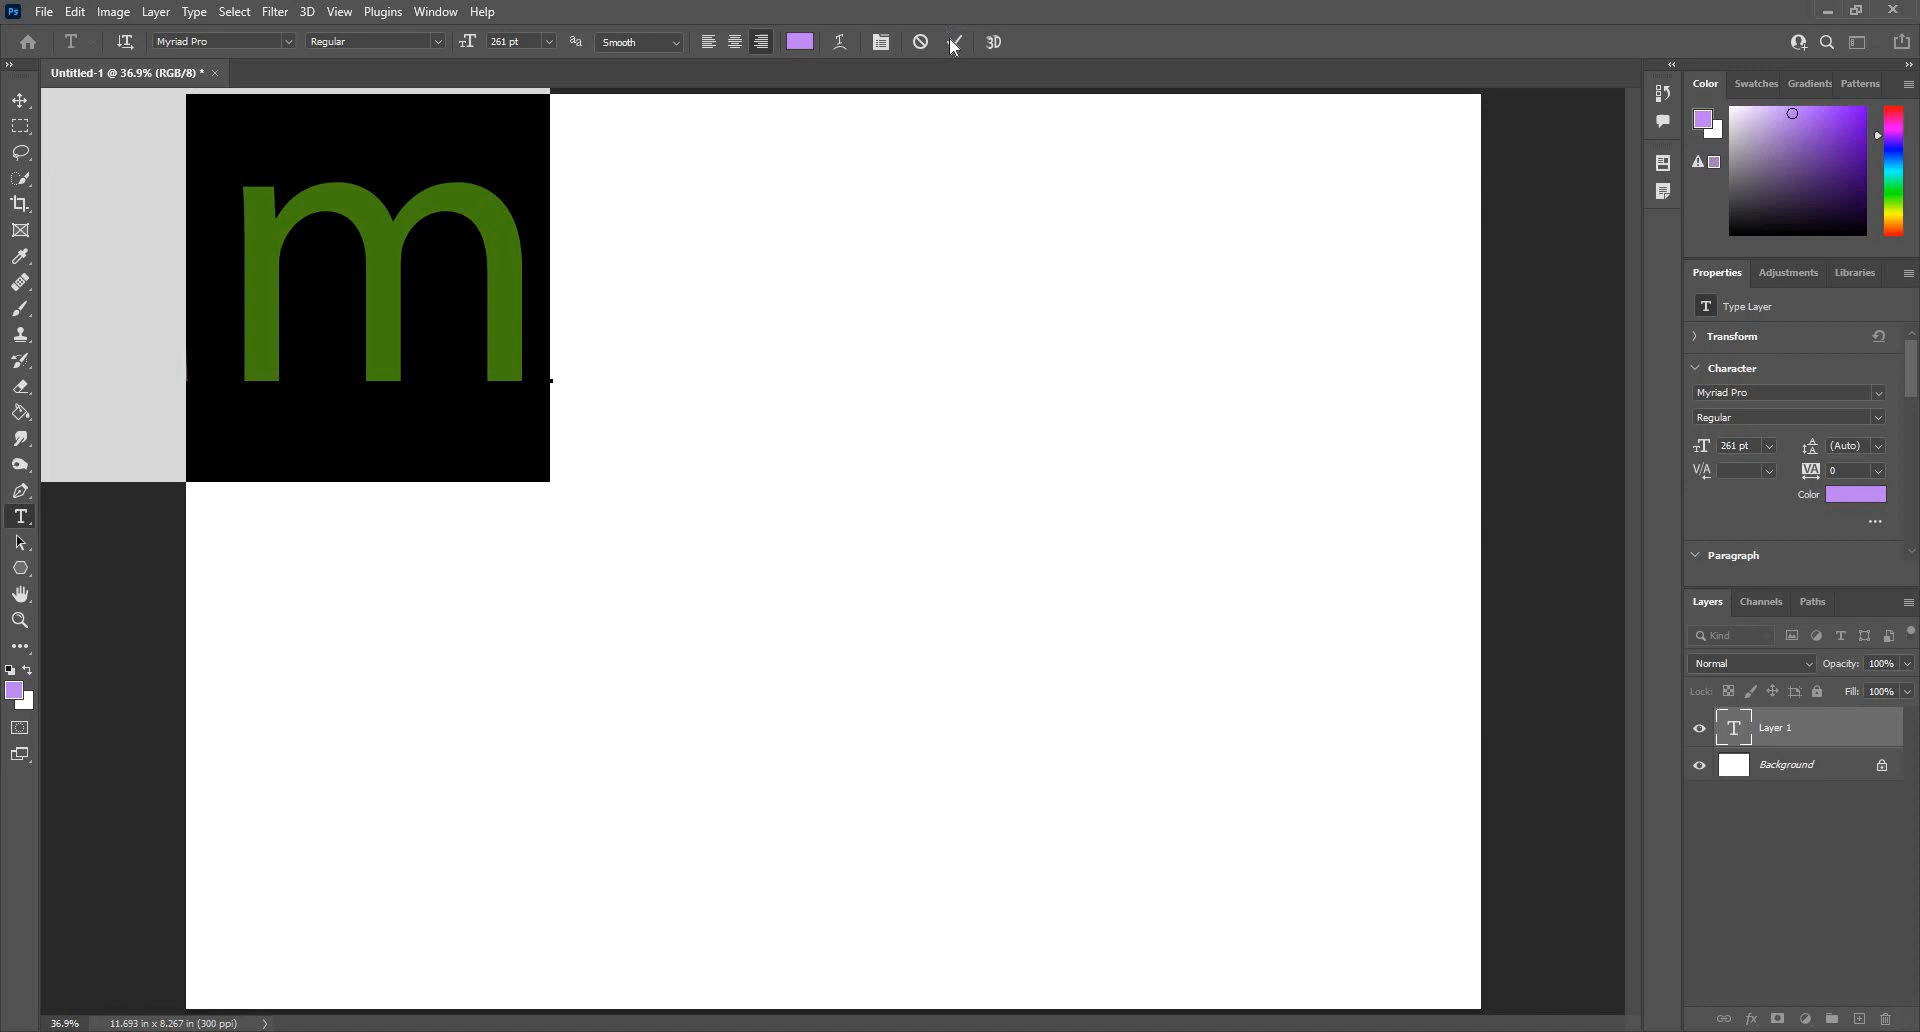 Ps File Edit Image Layer Type Select Filter 3D View Plugins Window Help
T Myriad Pro Regular 261 pt aa Smooth 3D
Untitled-1 @ 36.9% (RGB/8) * ×
m
Color Swatches Gradients Patterns
Properties Adjustments Libraries
T Type Layer
Transform
Character
Myriad Pro
Regular
261 pt (Auto)
V/A VA 0
Color
Paragraph
Layers Channels Paths
Kind
Normal Opacity: 100%
Lock: Fill: 100%
T Layer 1
Background
fx
36.9% 11.693 in x 8.267 in (300 ppi)